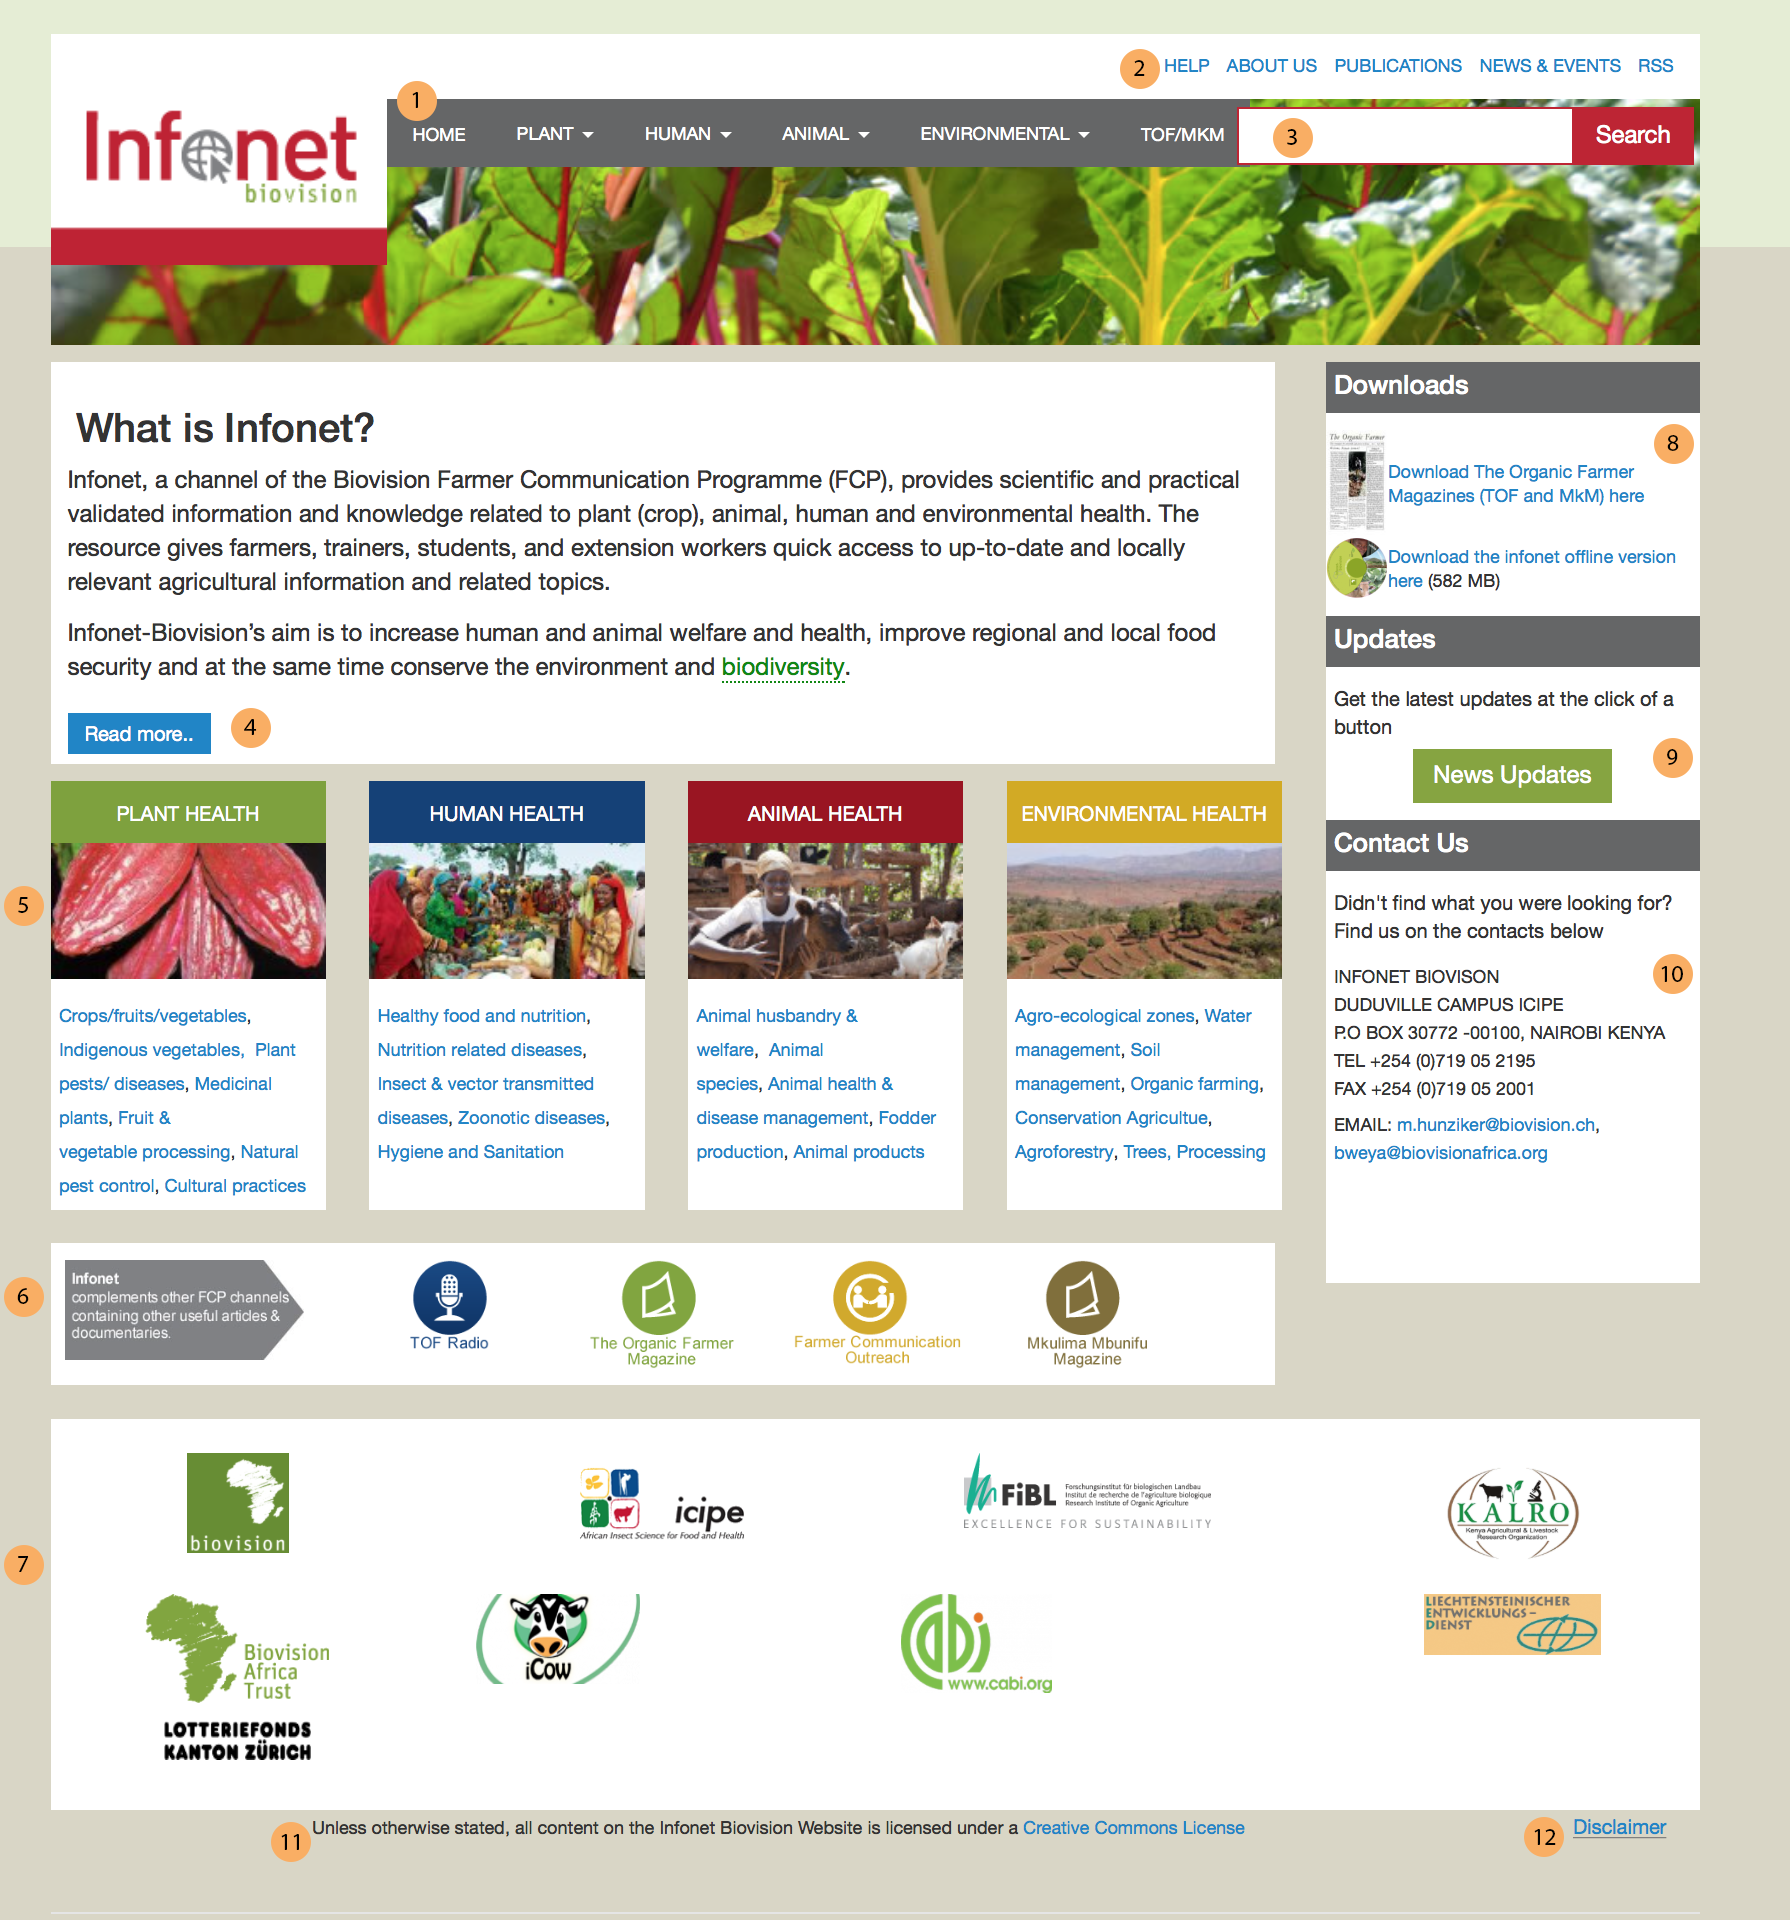 2 HELP ABOUT US PUBLICATIONS NEWS & EVENTS RSS
1
HOME PLANT HUMAN ANIMAL ENVIRONMENTAL TOF/MKM 3 Search
Infonet
biovision
What is Infonet?
Infonet, a channel of the Biovision Farmer Communication Programme (FCP), provides scientific and practical
validated information and knowledge related to plant (crop), animal, human and environmental health. The
resource gives farmers, trainers, students, and extension workers quick access to up-to-date and locally
relevant agricultural information and related topics.
Infonet-Biovision's aim is to increase human and animal welfare and health, improve regional and local food
security and at the same time conserve the environment and biodiversity.
Read more.. 4
Downloads
8
The Organic Farmer
Download The Organic Farmer
Magazines (TOF and MkM) here
Download the infonet offline version
here (582 MB)
Updates
Get the latest updates at the click of a
button
9
News Updates
Contact Us
Didn't find what you were looking for?
Find us on the contacts below
10
INFONET BIOVISON
DUDUVILLE CAMPUS ICIPE
P.O BOX 30772 -00100, NAIROBI KENYA
TEL +254 (0)719 05 2195
FAX +254 (0)719 05 2001
EMAIL: m.hunziker@biovision.ch,
bweya@biovisionafrica.org
5
PLANT HEALTH
Crops/fruits/vegetables,
Indigenous vegetables, Plant
pests/ diseases, Medicinal
plants, Fruit &
vegetable processing, Natural
pest control, Cultural practices
HUMAN HEALTH
Healthy food and nutrition,
Nutrition related diseases,
Insect & vector transmitted
diseases, Zoonotic diseases,
Hygiene and Sanitation
ANIMAL HEALTH
Animal husbandry &
welfare, Animal
species, Animal health &
disease management, Fodder
production, Animal products
ENVIRONMENTAL HEALTH
Agro-ecological zones, Water
management, Soil
management, Organic farming,
Conservation Agricultue,
Agroforestry, Trees, Processing
6
Infonet
complements other FCP channels
containing other useful articles &
documentaries.
TOF Radio
The Organic Farmer
Magazine
Farmer Communication
Outreach
Mkulima Mbunifu
Magazine
7
biovision
icipe
African Insect Science for Food and Health
FiBL
Forschungsinstitut für biologischen Landbau
Institut de recherche de l'agriculture biologique
Research Institute of Organic Agriculture
EXCELLENCE FOR SUSTAINABILITY
KALRO
Kenya Agricultural & Livestock
Research Organization
Biovision
Africa
Trust
iCow
cabi
www.cabi.org
LIECHTENSTEINISCHER
ENTWICKLUNGS-
DIENST
LOTTERIEFONDS
KANTON ZÜRICH
11 Unless otherwise stated, all content on the Infonet Biovision Website is licensed under a Creative Commons License
12 Disclaimer